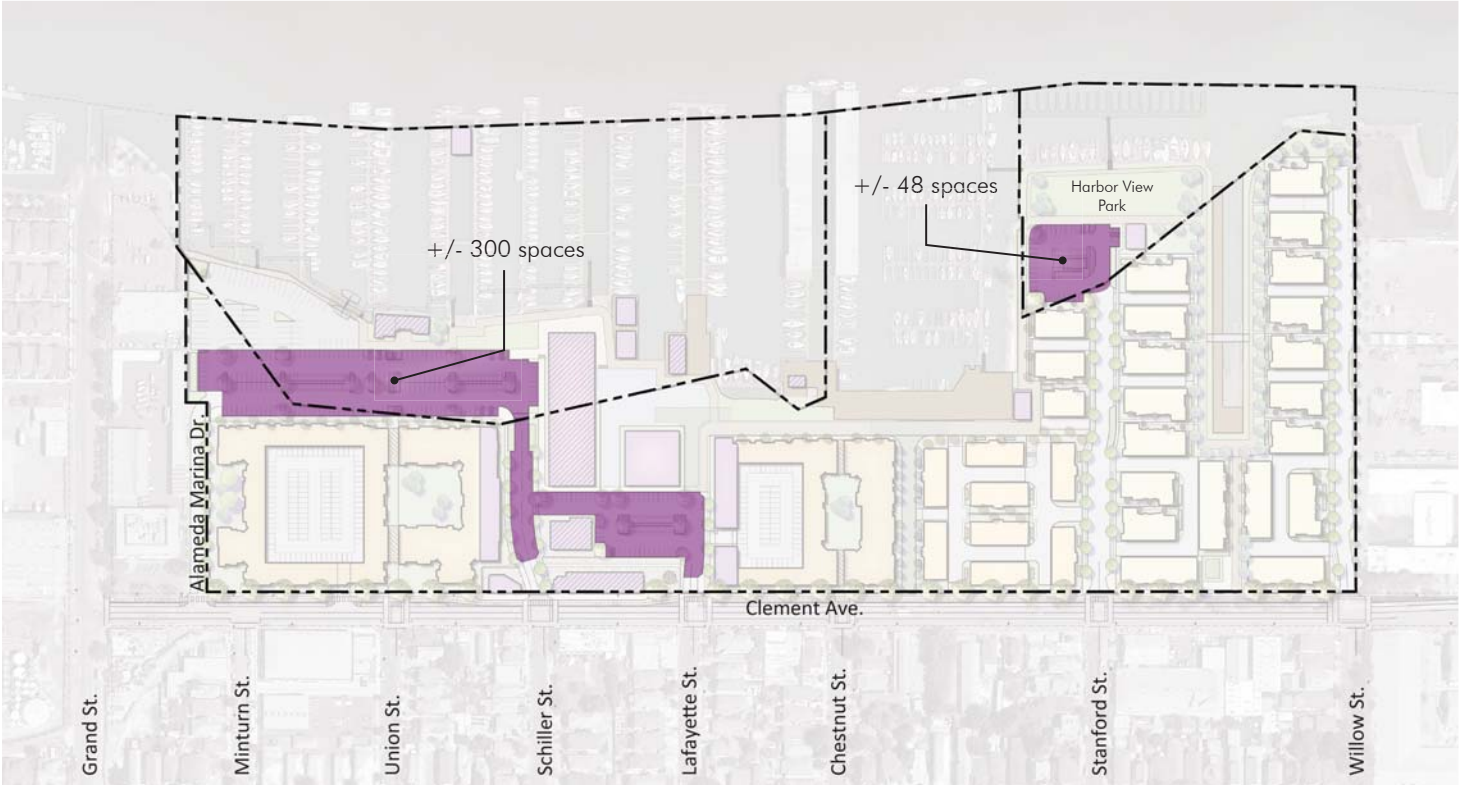 +/- 48 spaces
Harbor View
Park
+/- 300 spaces
Alameda Marina Dr.
Clement Ave.
Grand St.
Minturn St.
Union St.
Schiller St.
Lafayette St.
Chestnut St.
Stanford St.
Willow St.